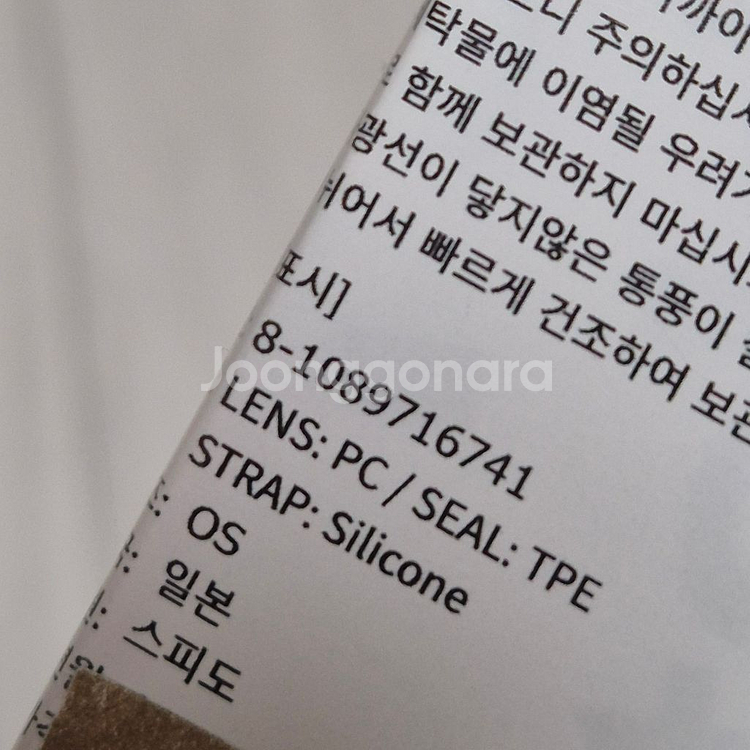 주의하십시
탁물에 이염될 우려가
함께 보관하지 마십시
광선이 닿지않은 통풍이
어서 빠르게 건조하여 보관
표시]
8-1089716741
LENS: PC / SEAL: TPE
STRAP: Silicone
OS
일본
스피도
Joonggonara